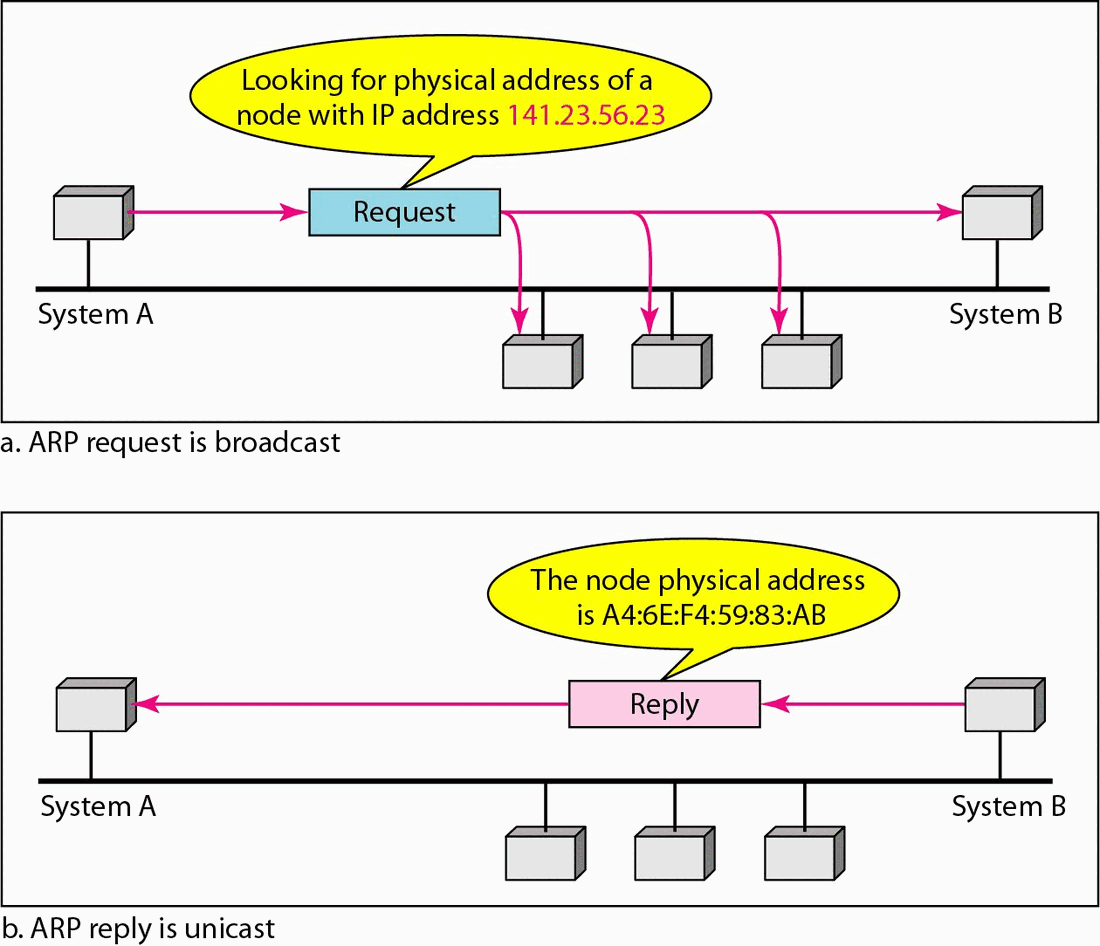 Looking for physical address of a
node with IP address 141.23.56.23
Request
System A
System B
a. ARP request is broadcast
The node physical address
is A4:6E:F4:59:83:AB
Reply
System A
System B
b. ARP reply is unicast